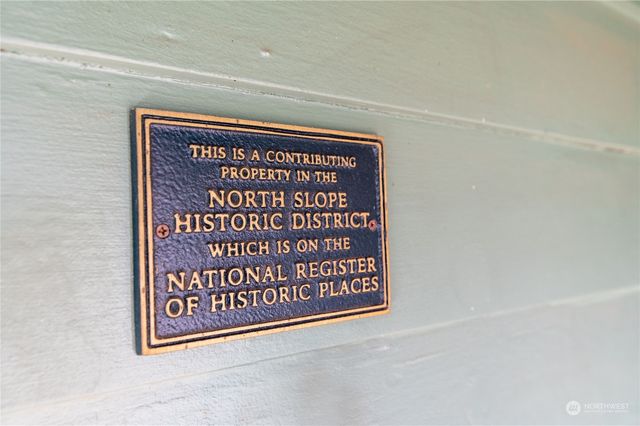 THIS IS A CONTRIBUTING
PROPERTY IN THE
NORTH SLOPE
HISTORIC DISTRICT
WHICH IS ON THE
NATIONAL REGISTER
OF HISTORIC PLACES
NORTHWEST